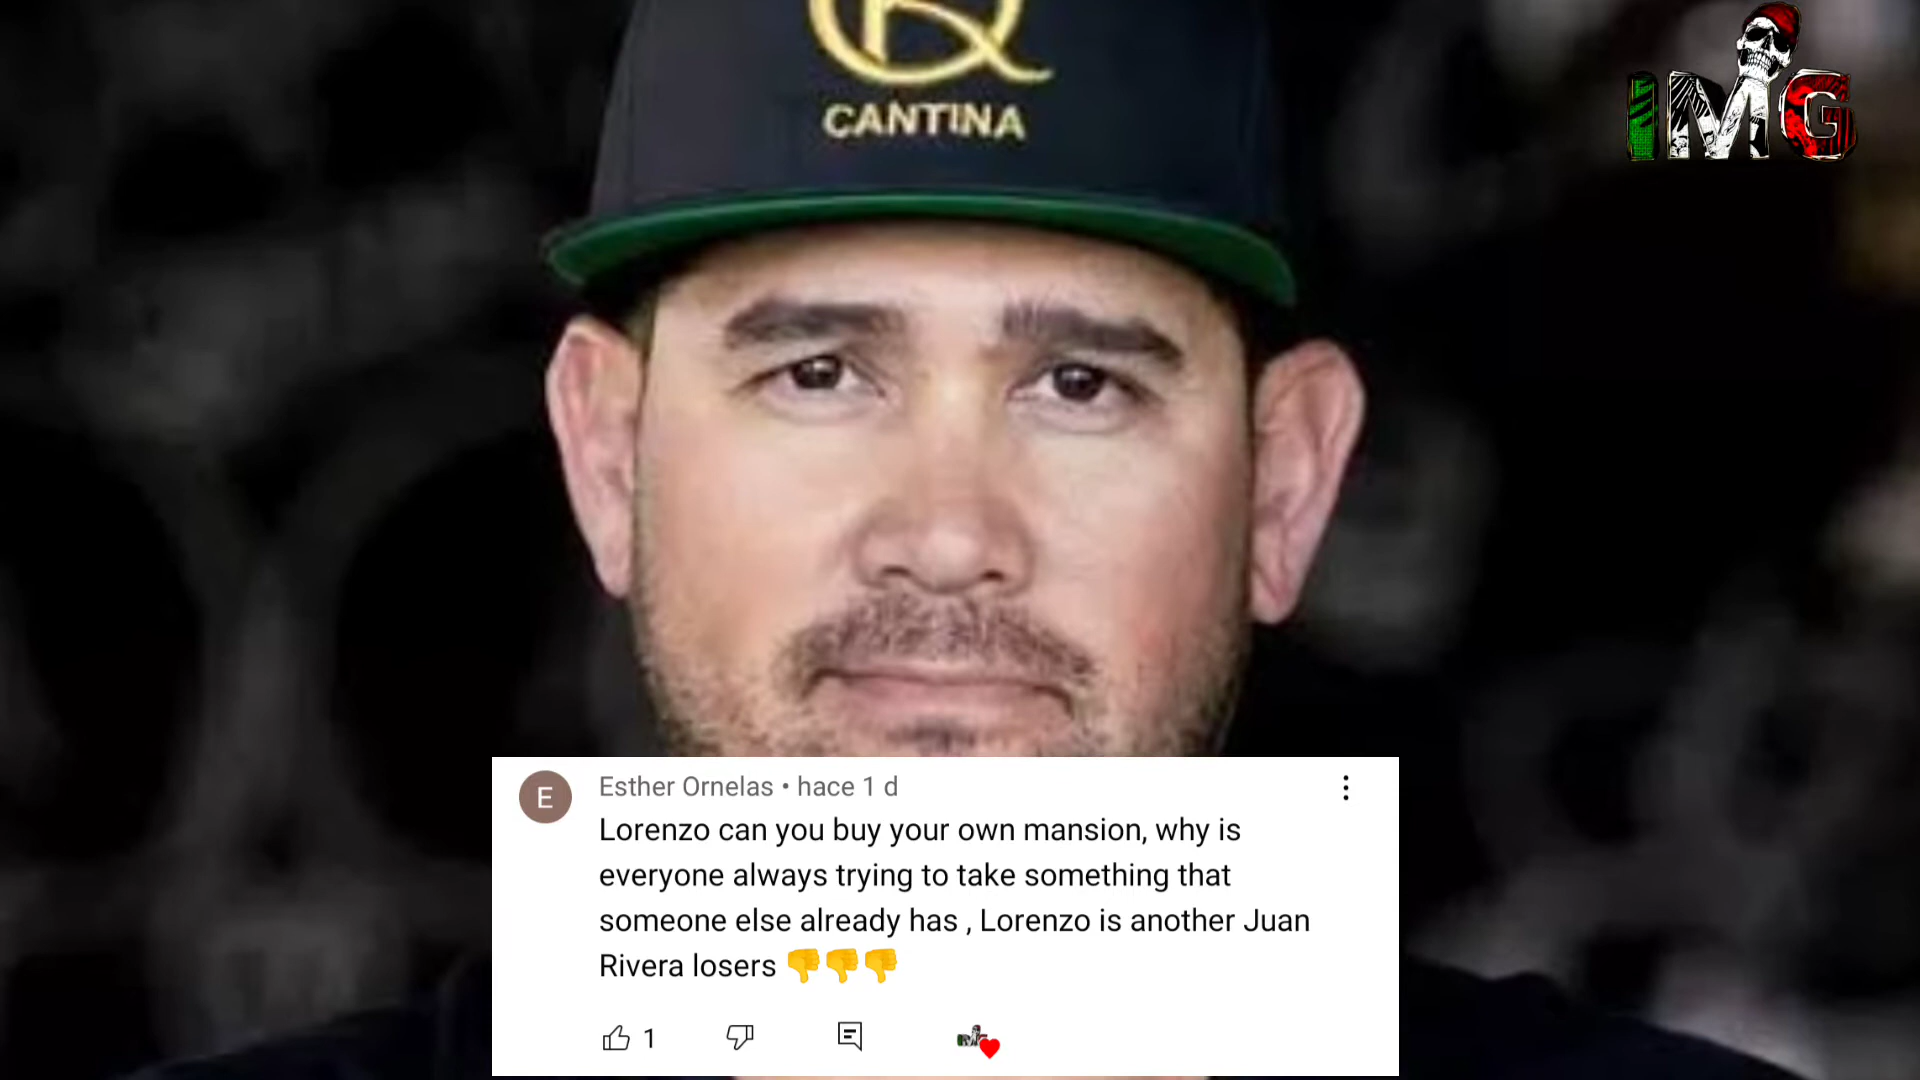 CANTINA
IMG
E
Esther Ornelas • hace 1 d
Lorenzo can you buy your own mansion, why is
everyone always trying to take something that
someone else already has , Lorenzo is another Juan
Rivera losers 👎👎👎
1